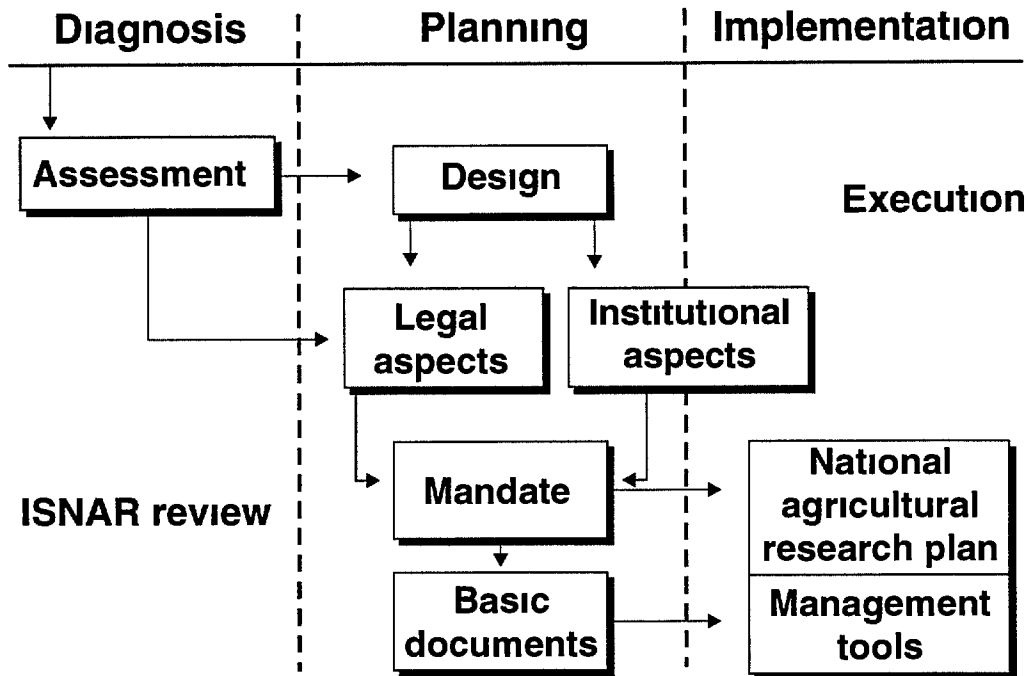 Diagnosis
Planning
Implementation
Assessment
Design
Execution
Legal
aspects
Institutional
aspects
ISNAR review
Mandate
National
agricultural
research plan
Basic
documents
Management
tools